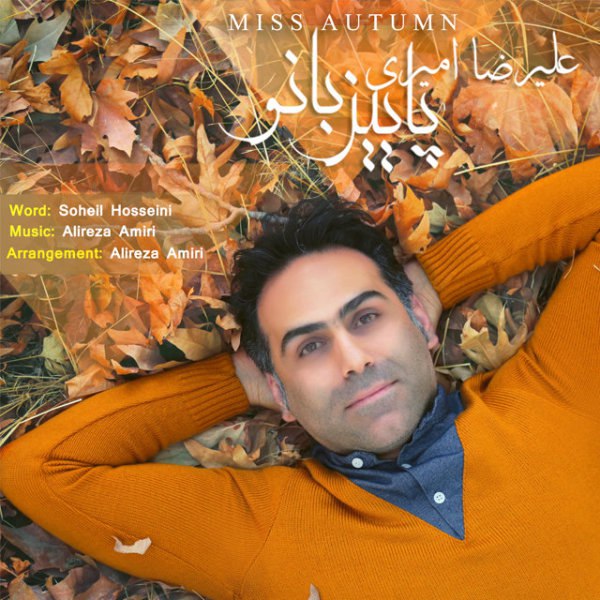 MISS AUTUMN
علیرضا امیری
پاییز بانو
Word: Soheil Hosseini
Music: Alireza Amiri
Arrangement: Alireza Amiri